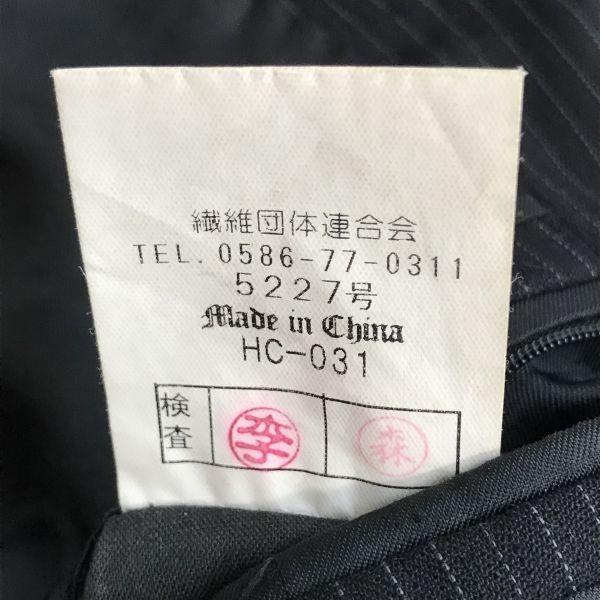 繊維団体連合会
TEL. 0586-77-0311
5227号
Made in China
HC-031
検査 李 森